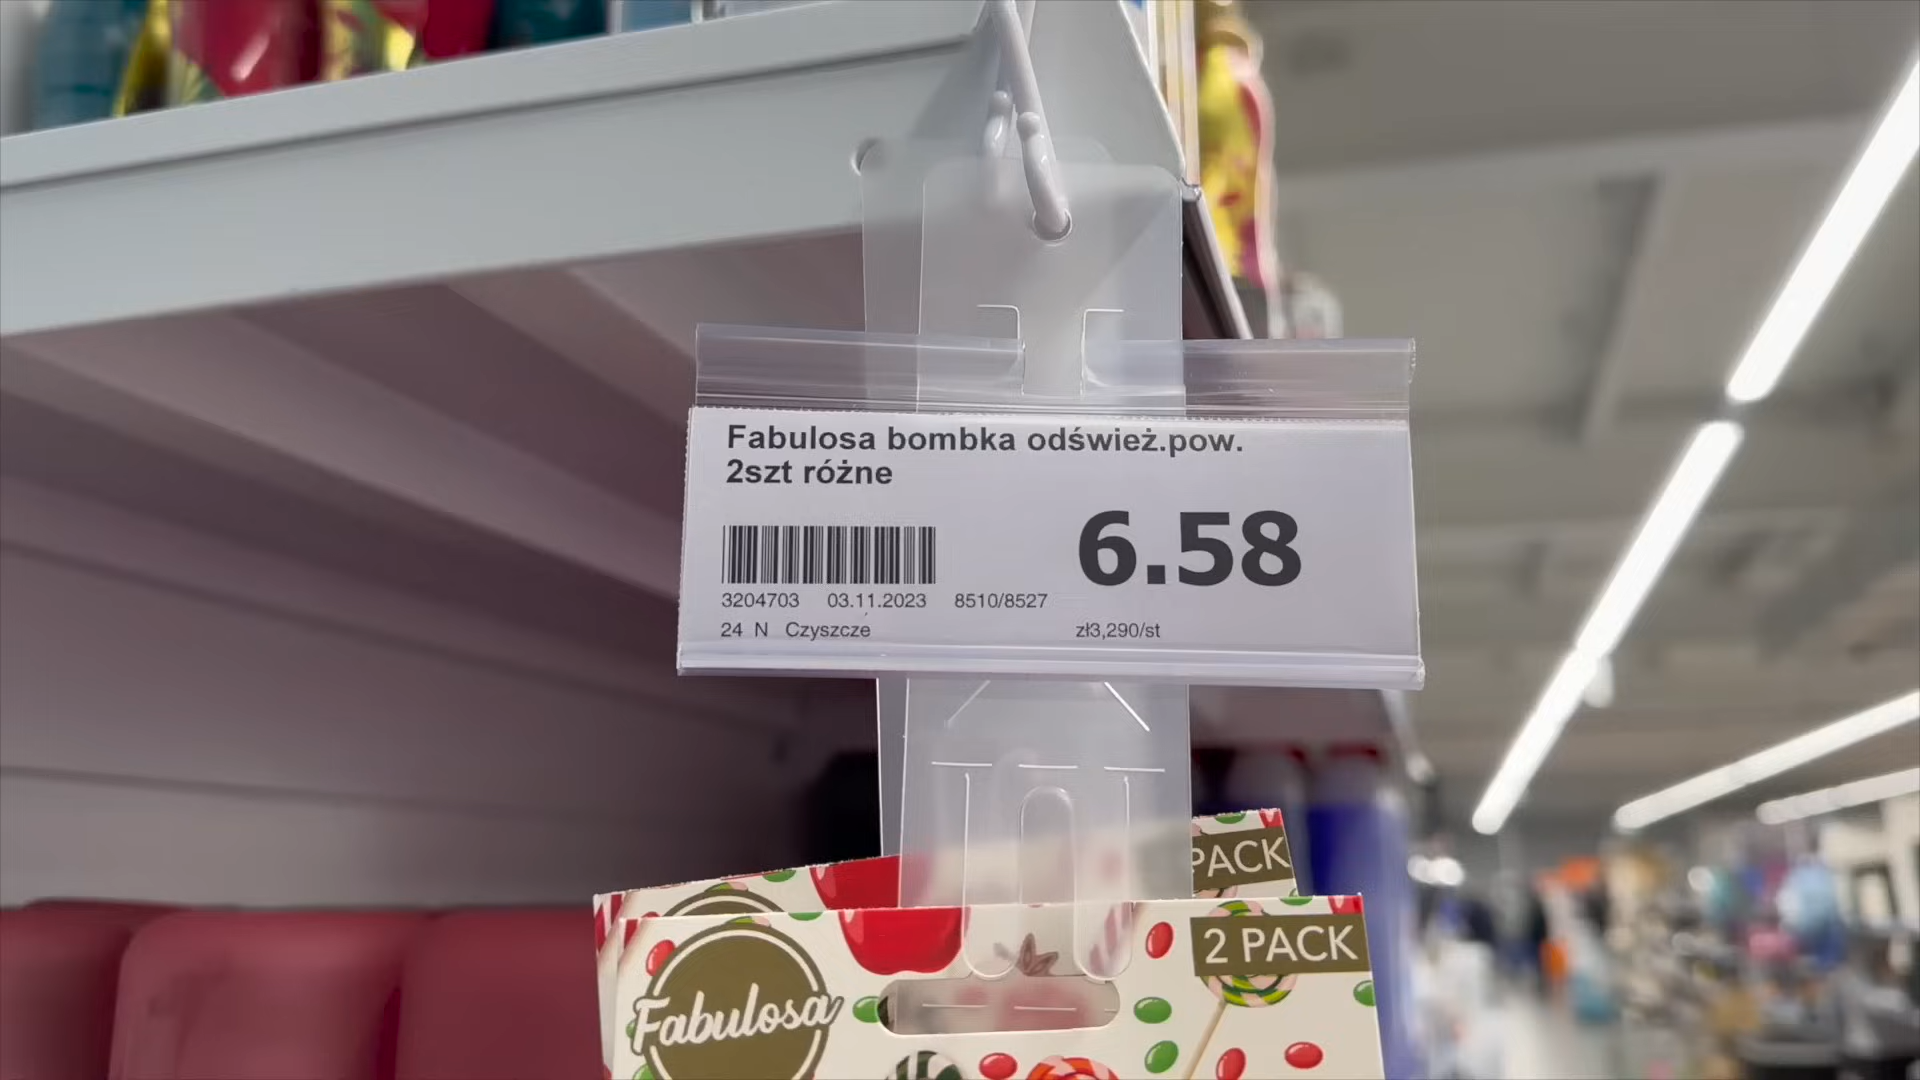 Fabulosa bombka odśwież.pow.
2szt różne
6.58
3204703 03.11.2023 8510/8527
24 N Czyszcze zł3,290/st
PACK
2 PACK
Fabulosa